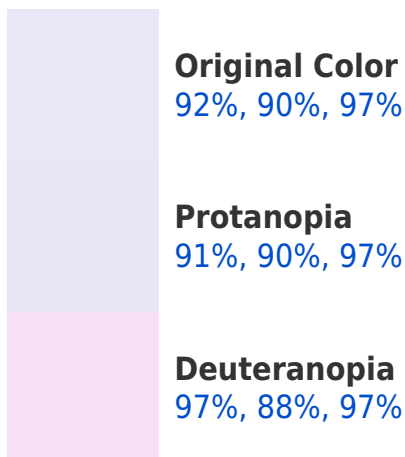 Original Color
92%, 90%, 97%
Protanopia
91%, 90%, 97%
Deuteranopia
97%, 88%, 97%